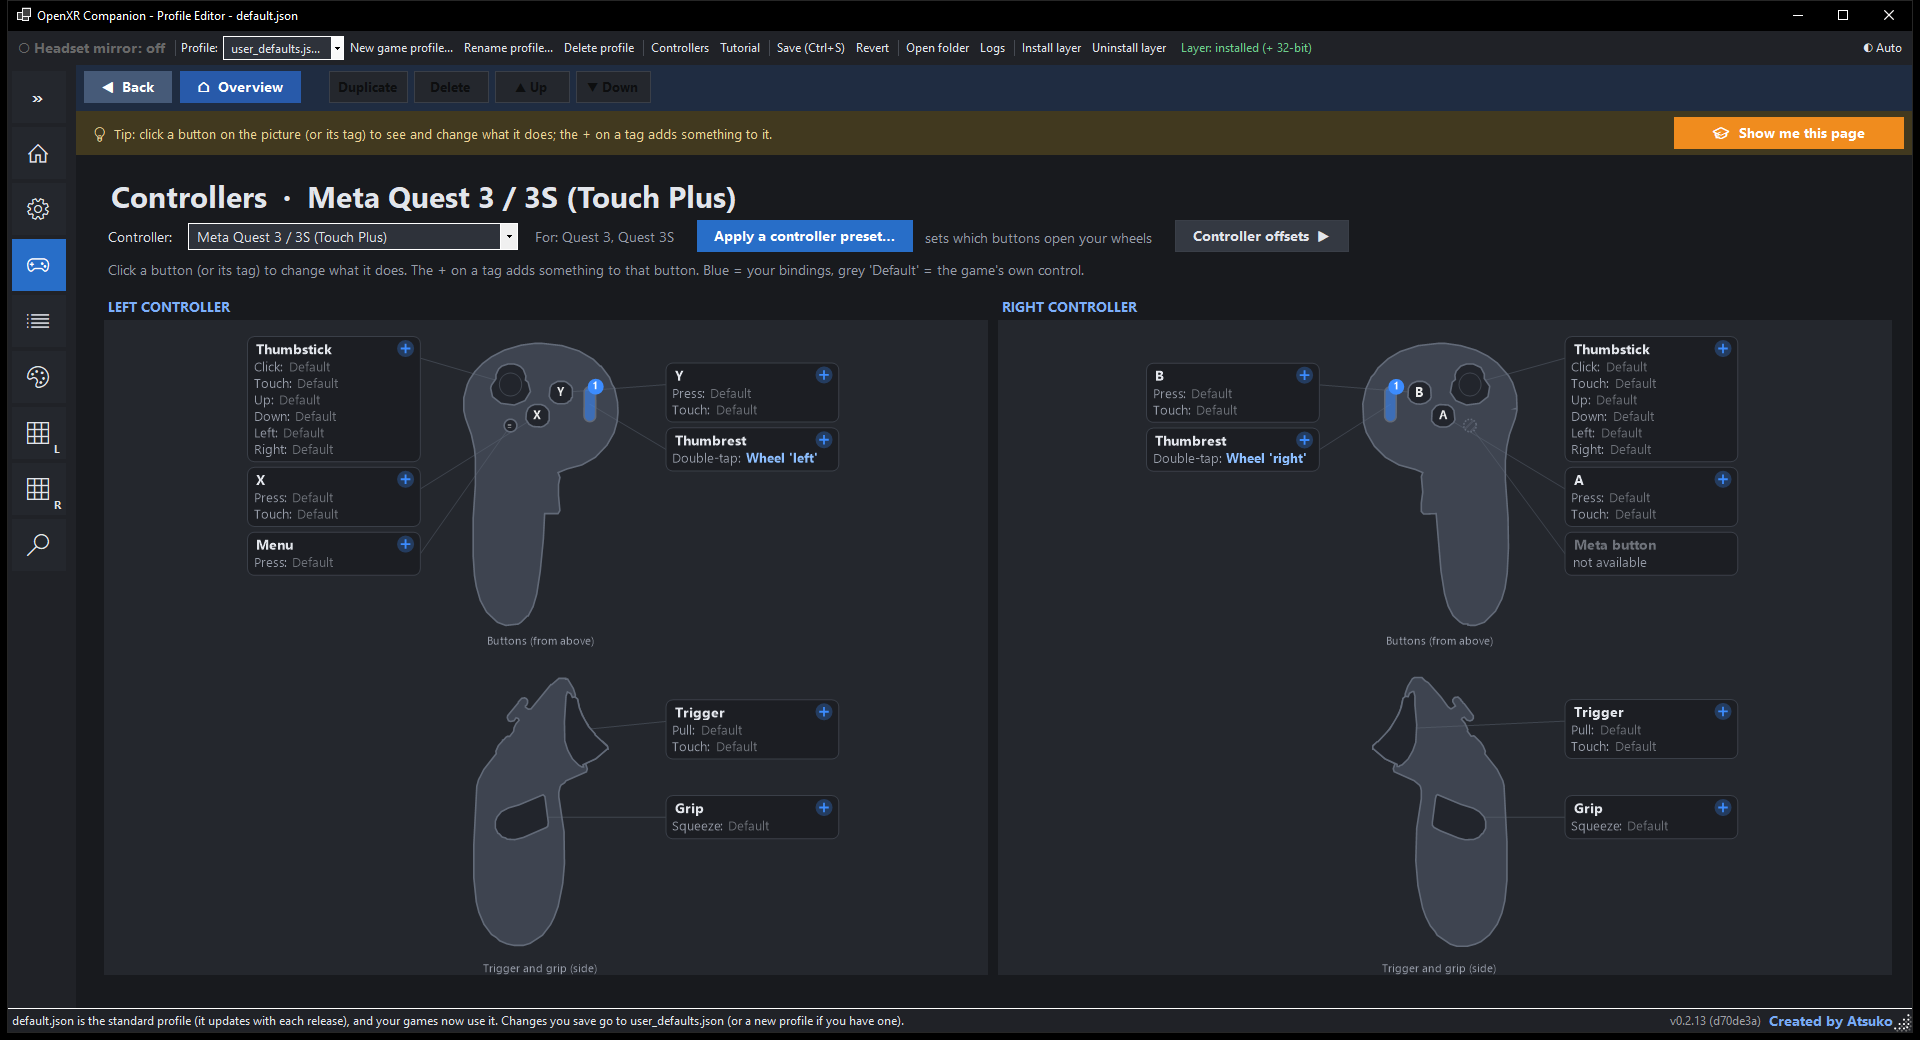 OpenXR Companion - Profile Editor - default.json
Headset mirror: off Profile: user_defaults.js... New game profile... Rename profile... Delete profile Controllers Tutorial Save (Ctrl+S) Revert Open folder Logs Install layer Uninstall layer Layer: installed (+ 32-bit) Auto
» ◀ Back Overview Duplicate Delete ▲ Up ▼ Down
Tip: click a button on the picture (or its tag) to see and change what it does; the + on a tag adds something to it. Show me this page
Controllers · Meta Quest 3 / 3S (Touch Plus)
Controller: Meta Quest 3 / 3S (Touch Plus) For: Quest 3, Quest 3S Apply a controller preset... sets which buttons open your wheels Controller offsets ▶
Click a button (or its tag) to change what it does. The + on a tag adds something to that button. Blue = your bindings, grey 'Default' = the game's own control.
LEFT CONTROLLER
Thumbstick +
Click: Default
Touch: Default
Up: Default
Down: Default
Left: Default
Right: Default
X +
Press: Default
Touch: Default
Menu +
Press: Default
Y
X
1
Y +
Press: Default
Touch: Default
Thumbrest +
Double-tap: Wheel 'left'
Buttons (from above)
Trigger +
Pull: Default
Touch: Default
Grip +
Squeeze: Default
Trigger and grip (side)
RIGHT CONTROLLER
B +
Press: Default
Touch: Default
Thumbrest +
Double-tap: Wheel 'right'
1
B
A
Thumbstick +
Click: Default
Touch: Default
Up: Default
Down: Default
Left: Default
Right: Default
A +
Press: Default
Touch: Default
Meta button
not available
Buttons (from above)
Trigger +
Pull: Default
Touch: Default
Grip +
Squeeze: Default
Trigger and grip (side)
L
R
default.json is the standard profile (it updates with each release), and your games now use it. Changes you save go to user_defaults.json (or a new profile if you have one). v0.2.13 (d70de3a) Created by Atsuko